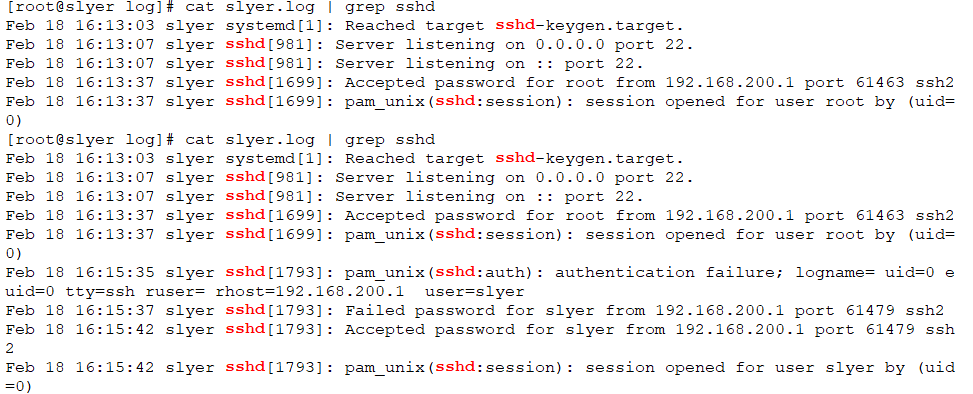 [root@slyer log]# cat slyer.log | grep sshd
Feb 18 16:13:03 slyer systemd[1]: Reached target sshd-keygen.target.
Feb 18 16:13:07 slyer sshd[981]: Server listening on 0.0.0.0 port 22.
Feb 18 16:13:07 slyer sshd[981]: Server listening on :: port 22.
Feb 18 16:13:37 slyer sshd[1699]: Accepted password for root from 192.168.200.1 port 61463 ssh2
Feb 18 16:13:37 slyer sshd[1699]: pam_unix(sshd:session): session opened for user root by (uid=
0)
[root@slyer log]# cat slyer.log | grep sshd
Feb 18 16:13:03 slyer systemd[1]: Reached target sshd-keygen.target.
Feb 18 16:13:07 slyer sshd[981]: Server listening on 0.0.0.0 port 22.
Feb 18 16:13:07 slyer sshd[981]: Server listening on :: port 22.
Feb 18 16:13:37 slyer sshd[1699]: Accepted password for root from 192.168.200.1 port 61463 ssh2
Feb 18 16:13:37 slyer sshd[1699]: pam_unix(sshd:session): session opened for user root by (uid=
0)
Feb 18 16:15:35 slyer sshd[1793]: pam_unix(sshd:auth): authentication failure; logname= uid=0 e
uid=0 tty=ssh ruser= rhost=192.168.200.1  user=slyer
Feb 18 16:15:37 slyer sshd[1793]: Failed password for slyer from 192.168.200.1 port 61479 ssh2
Feb 18 16:15:42 slyer sshd[1793]: Accepted password for slyer from 192.168.200.1 port 61479 ssh
2
Feb 18 16:15:42 slyer sshd[1793]: pam_unix(sshd:session): session opened for user slyer by (uid
=0)